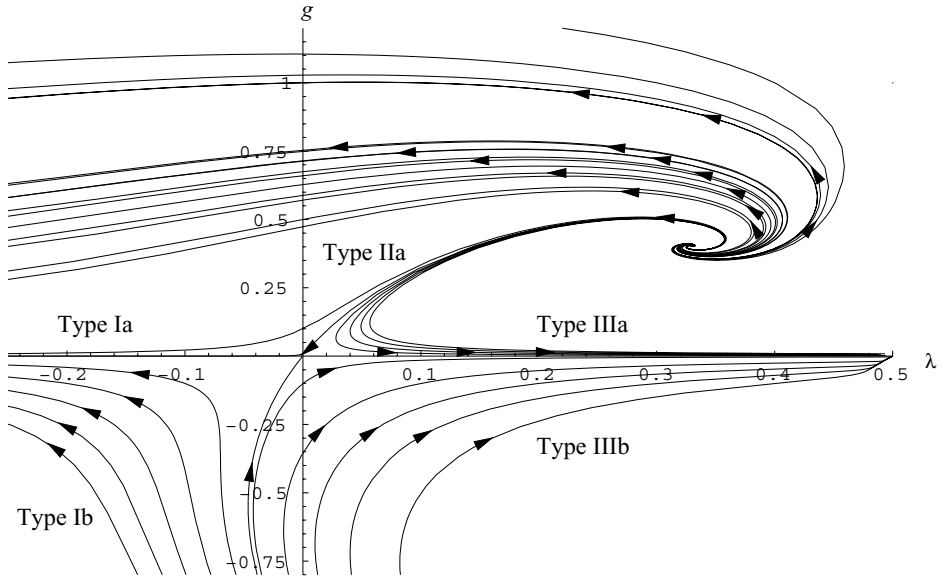 g
1
0.75
0.5
Type IIa
0.25
Type Ia
Type IIIa
-0.2
-0.1
0.1
0.2
0.3
0.4
0.5
λ
-0.25
Type IIIb
-0.5
Type Ib
-0.75